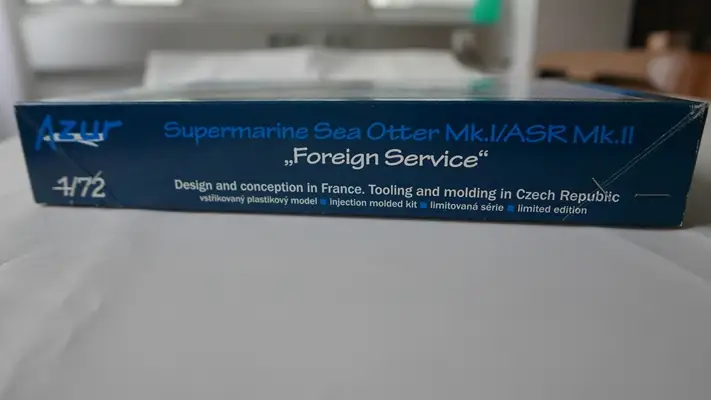 Azur
Supermarine Sea Otter Mk.I/ASR Mk.II
„Foreign Service“
1/72
Design and conception in France. Tooling and molding in Czech Republic
vstřikovaný plastikový model ■ injection molded kit ■ limitovaná série ■ limited edition